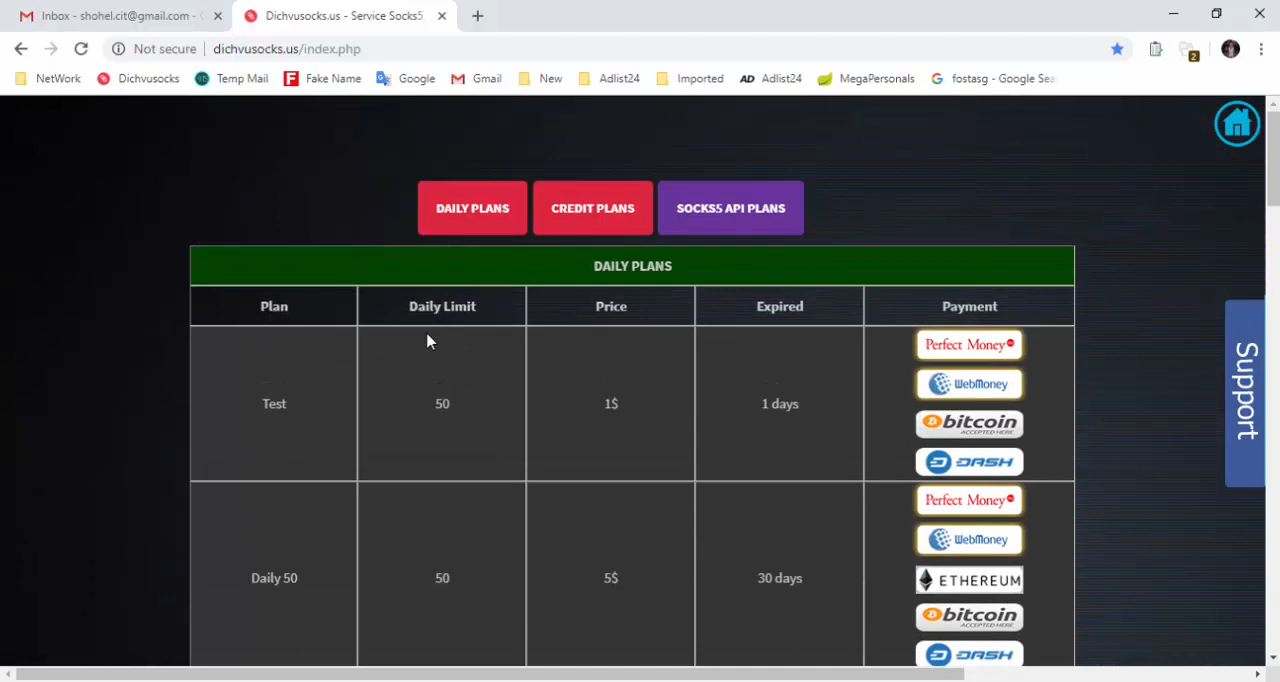 Inbox - shohel.cit@gmail.com -
Dichvusocks.us - Service Socks5
Not secure
dichvusocks.us/index.php
2
NetWork
Dichvusocks
Temp Mail
Fake Name
Google
Gmail
New
Adlist24
Imported
AD Adlist24
MegaPersonals
fostasg - Google Sea
DAILY PLANS
CREDIT PLANS
SOCKS5 API PLANS
DAILY PLANS
Plan
Daily Limit
Price
Expired
Payment
Test
50
1$
1 days
Perfect Money
WebMoney
bitcoin
ACCEPTED HERE
DASH
Daily 50
50
5$
30 days
Perfect Money
WebMoney
ETHEREUM
bitcoin
ACCEPTED HERE
DASH
Support